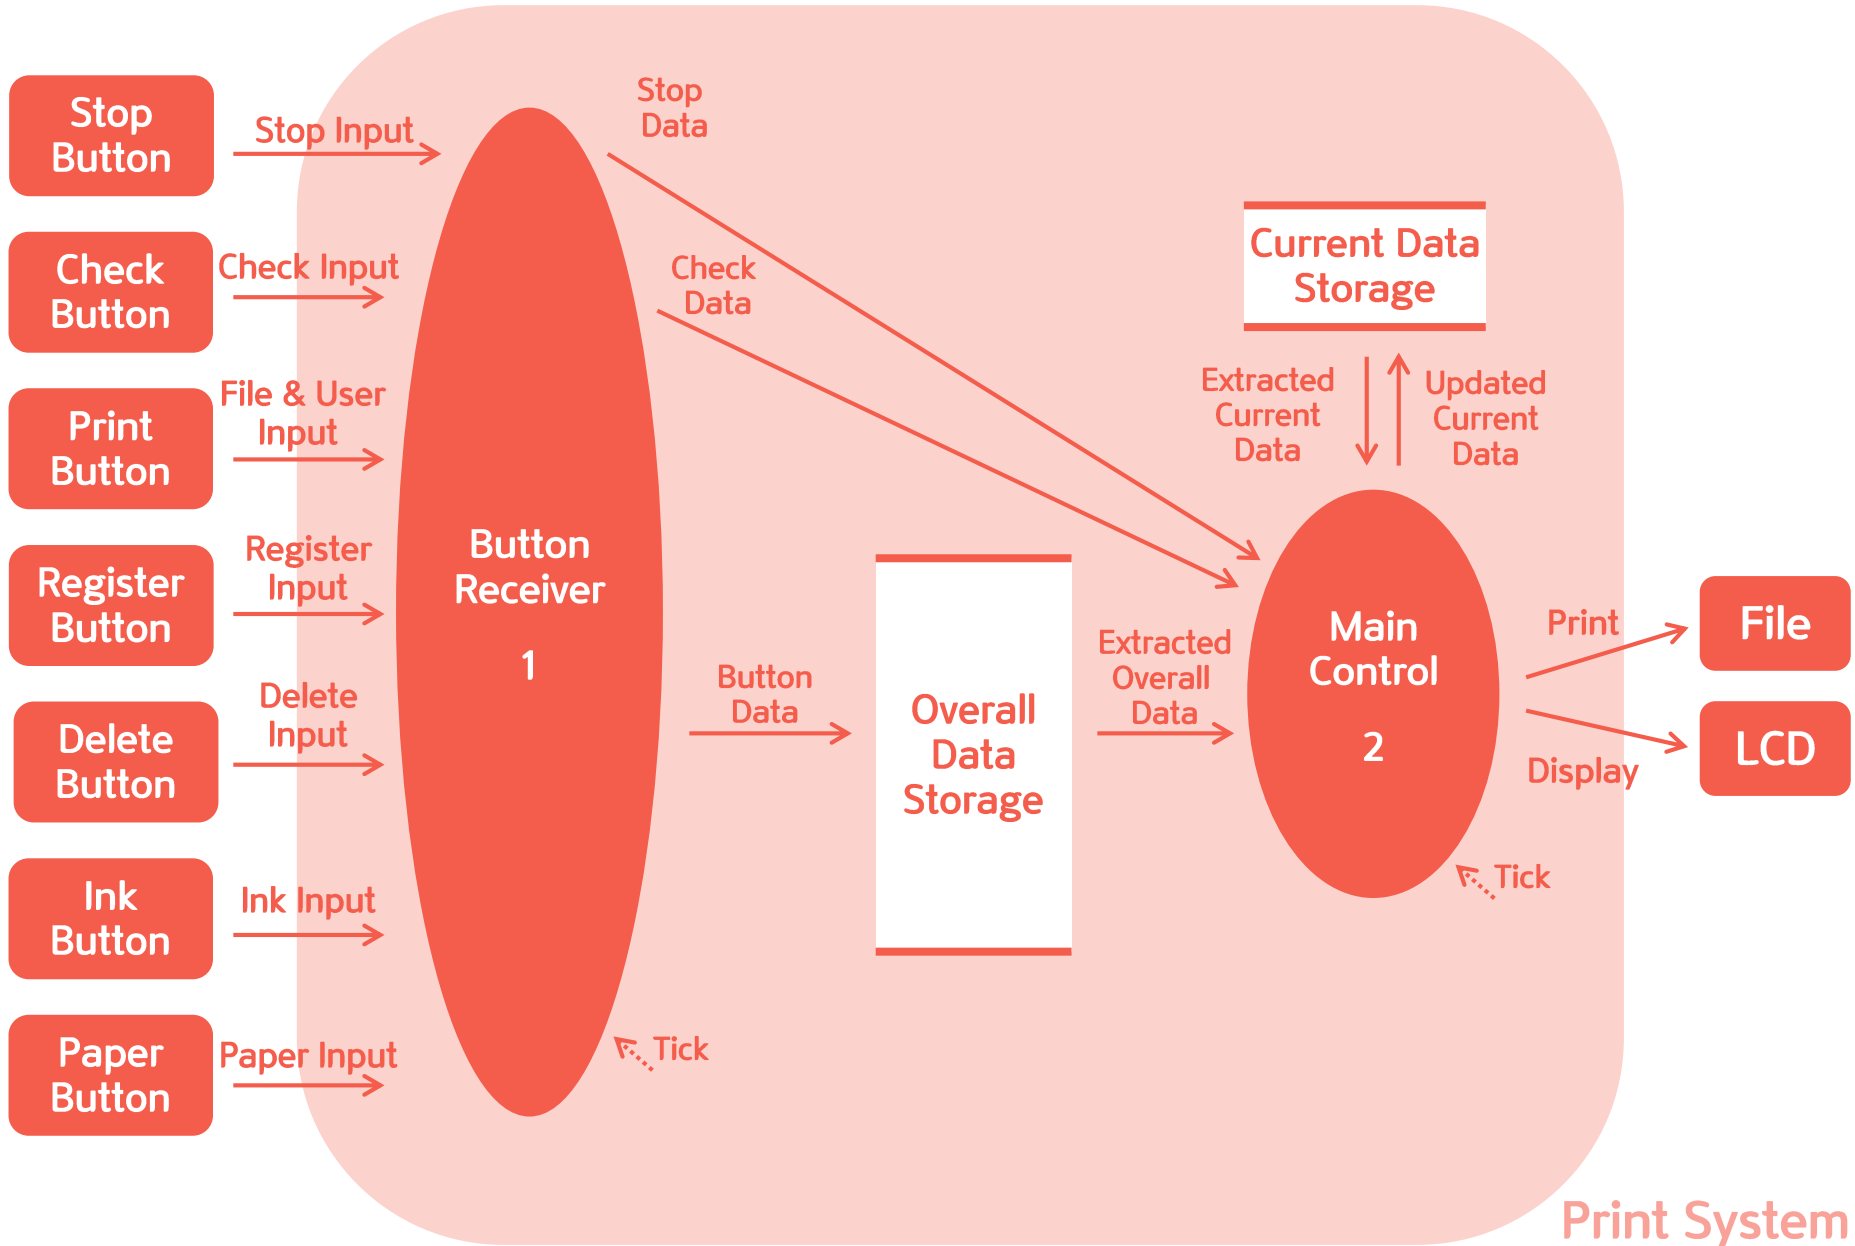 Stop
Button
Stop Input
Check
Button
Check Input
Print
Button
File & User
Input
Register
Button
Register
Input
Delete
Button
Delete
Input
Ink
Button
Ink Input
Paper
Button
Paper Input
Button
Receiver
1
Tick
Stop
Data
Check
Data
Button
Data
Overall
Data
Storage
Extracted
Overall
Data
Current Data
Storage
Extracted
Current
Data
Updated
Current
Data
Main
Control
2
Tick
Print
File
Display
LCD
Print System